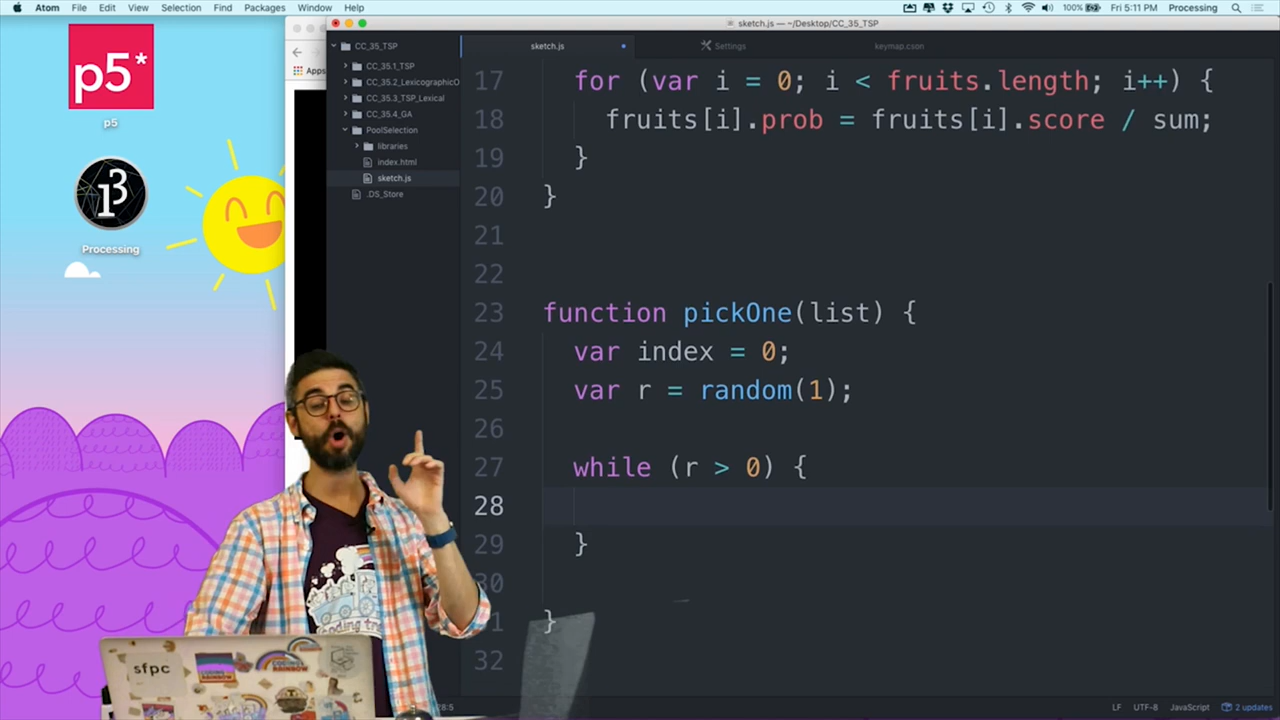 Atom File Edit View Selection Find Packages Window Help
100% Fri 5:11 PM Processing
sketch.js — ~/Desktop/CC_35_TSP
CC_35_TSP
sketch.js
Settings
keymap.cson
CC_35.1_TSP
CC_35.2_LexicographicO
CC_35.3_TSP_Lexical
CC_35.4_GA
PoolSelection
libraries
index.html
sketch.js
.DS_Store
Apps
p5*
p5
Processing
17 for (var i = 0; i < fruits.length; i++) {
18 fruits[i].prob = fruits[i].score / sum;
19 }
20 }
21
22
23 function pickOne(list) {
24 var index = 0;
25 var r = random(1);
26
27 while (r > 0) {
28
29 }
30
31 }
32
sfpc
28:5
LF UTF-8 JavaScript 2 updates